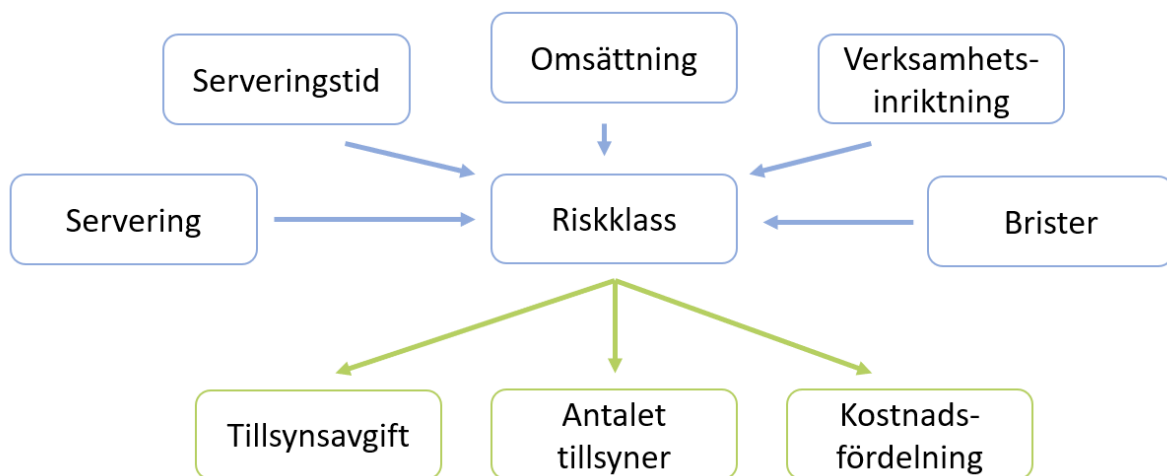 Serveringstid
Omsättning
Verksamhets-
inriktning
Servering
Riskklass
Brister
Tillsynsavgift
Antalet
tillsyner
Kostnads-
fördelning